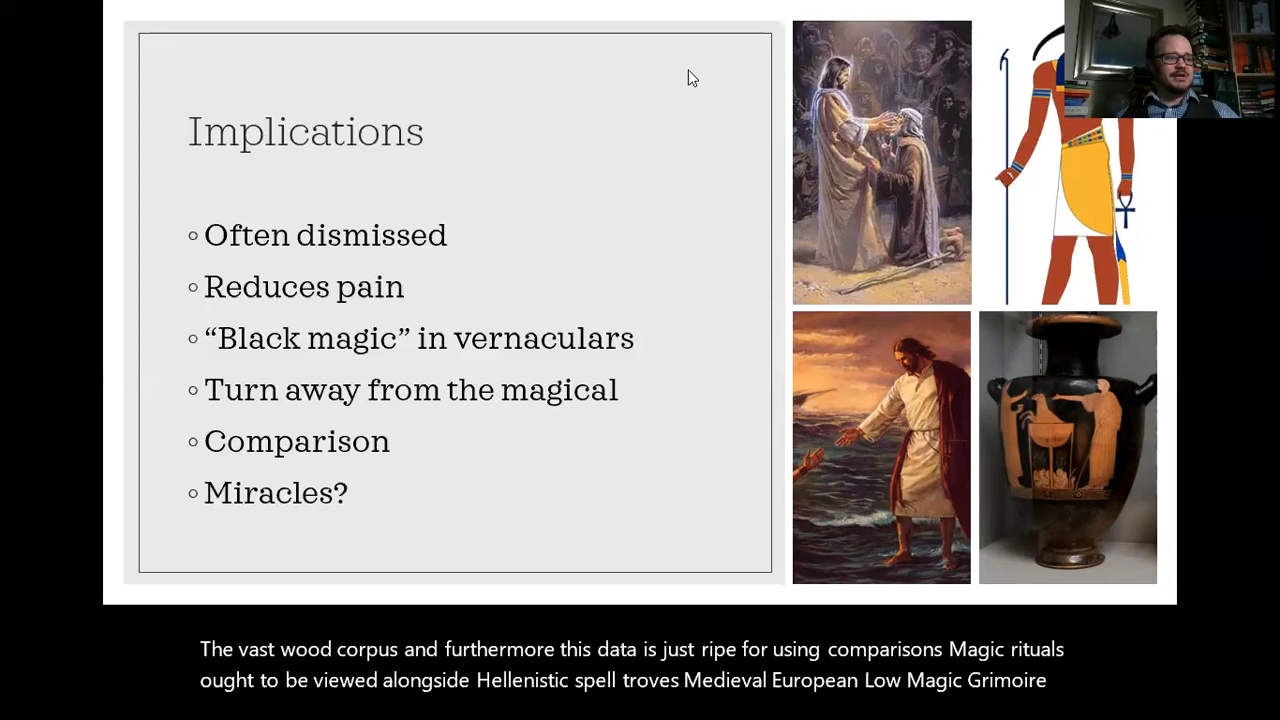 Implications
◦ Often dismissed
◦ Reduces pain
◦ “Black magic” in vernaculars
◦ Turn away from the magical
◦ Comparison
◦ Miracles?
The vast wood corpus and furthermore this data is just ripe for using comparisons Magic rituals
ought to be viewed alongside Hellenistic spell troves Medieval European Low Magic Grimoire